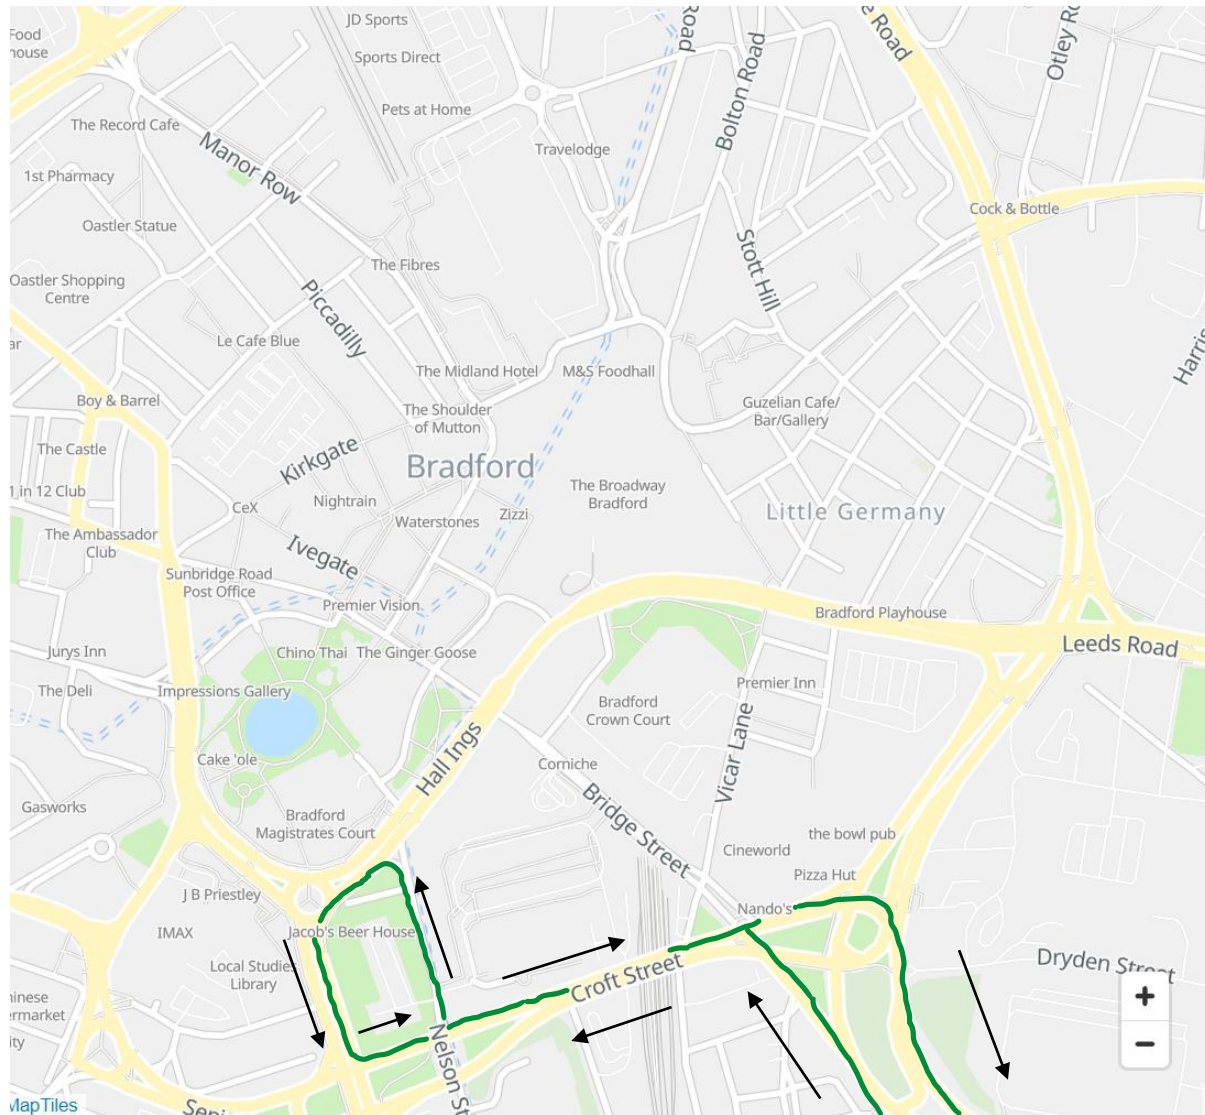 JD Sports
Food
house
Sports Direct
Road
e Road
Otley Ro
Bolton Road
Pets at Home
The Record Cafe
Manor Row
Travelodge
1st Pharmacy
Cock & Bottle
Oastler Statue
Stott Hill
The Fibres
Oastler Shopping
Centre
Piccadilly
Harris
ar
Le Cafe Blue
The Midland Hotel
M&S Foodhall
Boy & Barrel
The Shoulder
of Mutton
Guzelian Cafe/
Bar/Gallery
The Castle
Kirkgate
Bradford
1 in 12 Club
Nightrain
CeX
Waterstones
Zizzi
The Broadway
Bradford
Little Germany
The Ambassador
Club
Ivegate
Sunbridge Road
Post Office
Premier Vision
Bradford Playhouse
Jurys Inn
Chino Thai
The Ginger Goose
Leeds Road
The Deli
Impressions Gallery
Premier Inn
Bradford
Crown Court
Hall Ings
Vicar Lane
Cake 'ole
Corniche
Gasworks
Bradford
Magistrates Court
Bridge Street
the bowl pub
Cineworld
Pizza Hut
J B Priestley
Nando's
IMAX
Jacob's Beer House
Local Studies
Library
Croft Street
Dryden Street
hinese
ermarket
ity
+
−
Nelson St
MapTiles